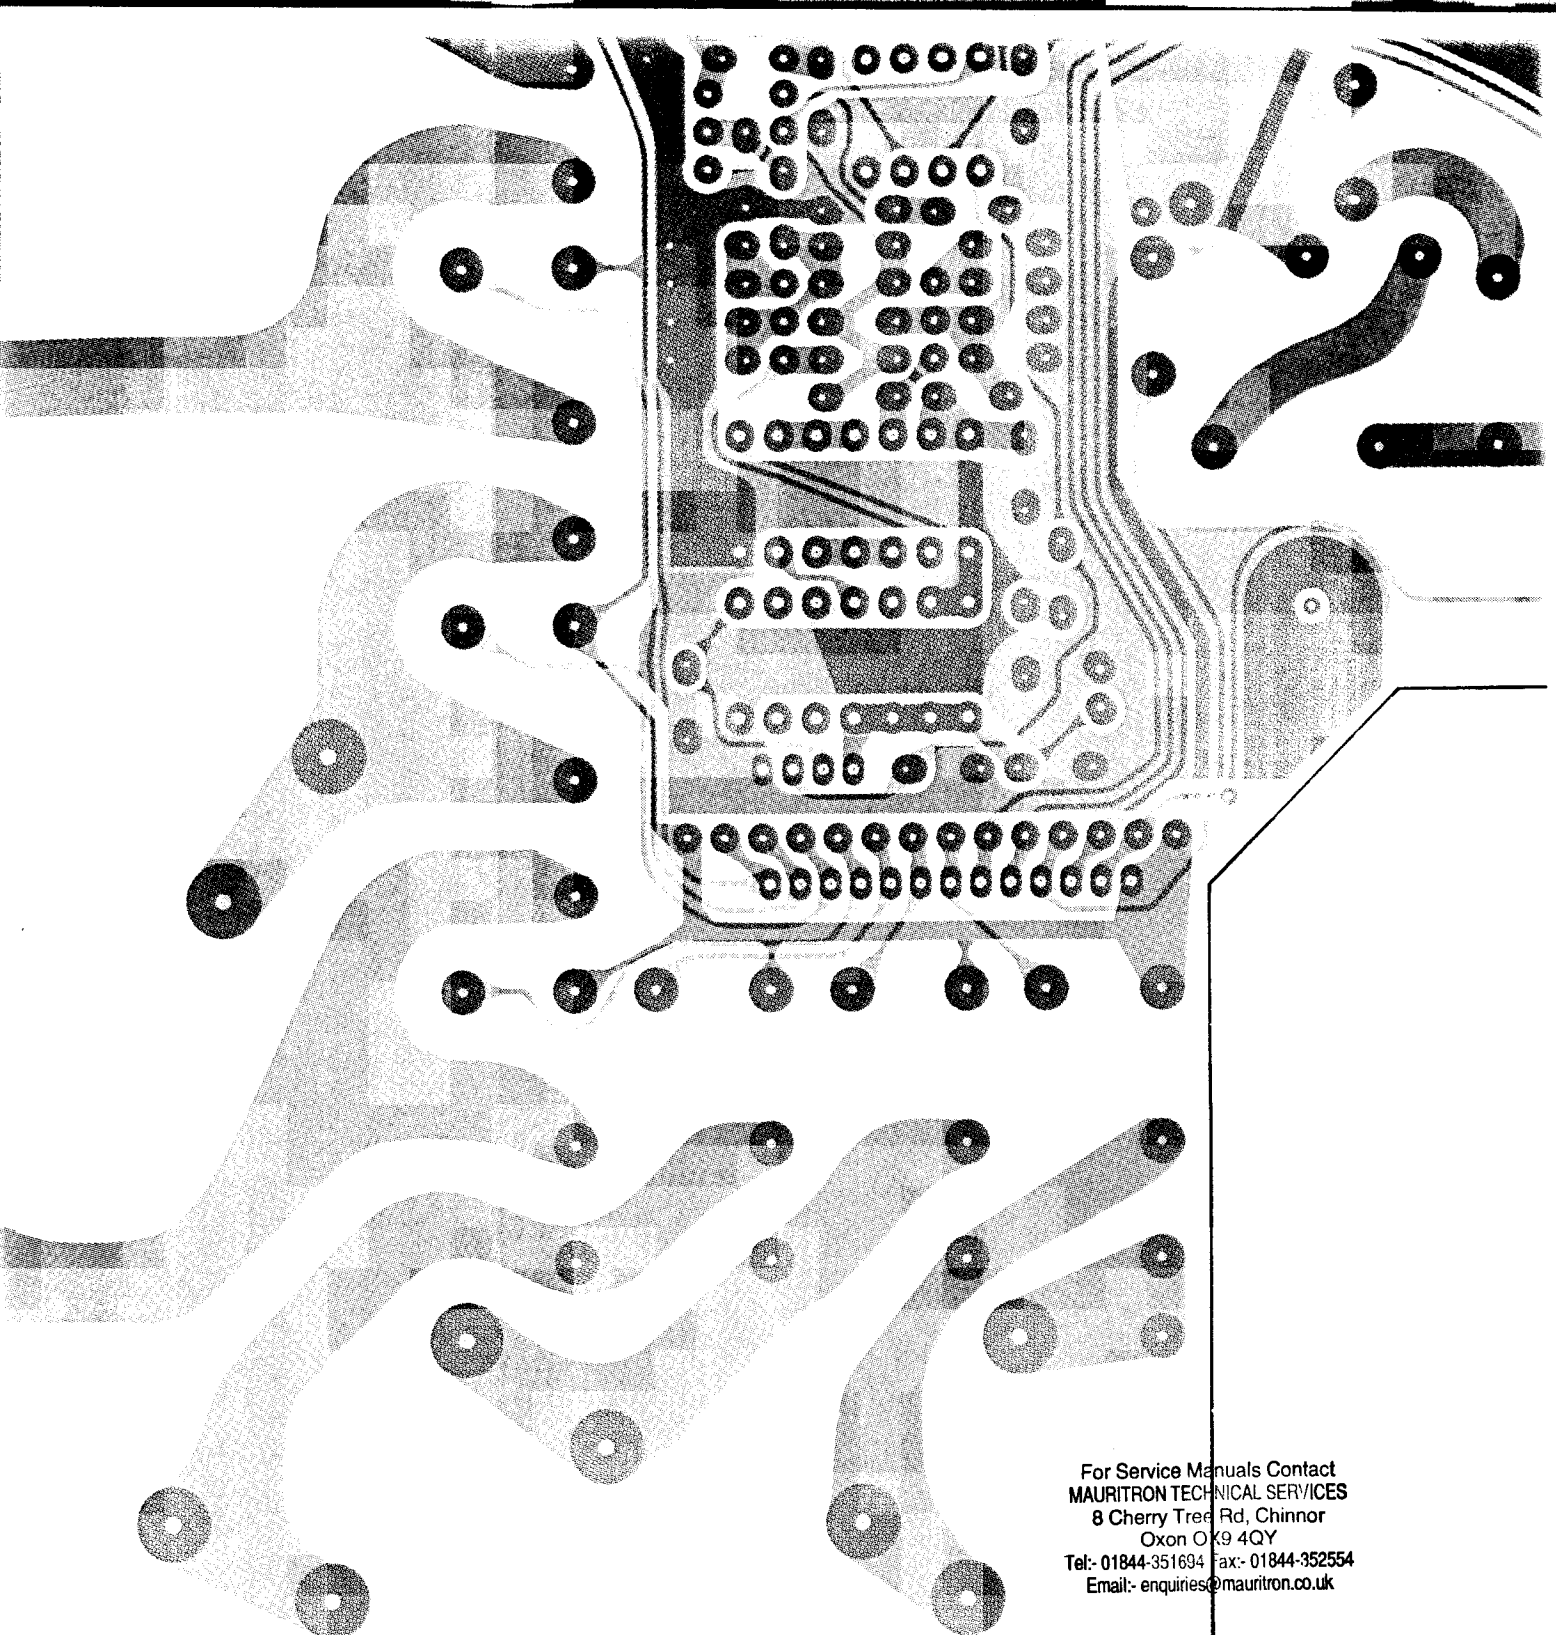 For Service Manuals Contact
MAURITRON TECHNICAL SERVICES
8 Cherry Tree Rd, Chinnor
Oxon OX9 4QY
Tel:- 01844-351694 Fax:- 01844-352554
Email:- enquiries@mauritron.co.uk